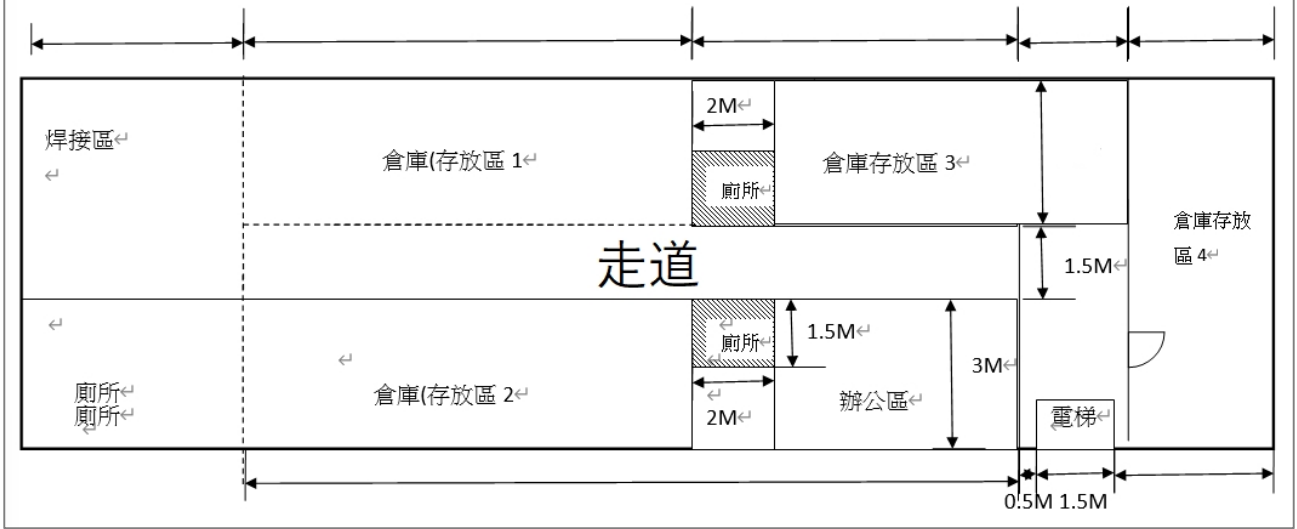 2M
焊接區
倉庫(存放區 1
倉庫存放區 3
廁所
倉庫存放
區 4
走道
1.5M
廁所
1.5M
3M
廁所
廁所
倉庫(存放區 2
2M
辦公區
電梯
0.5M 1.5M